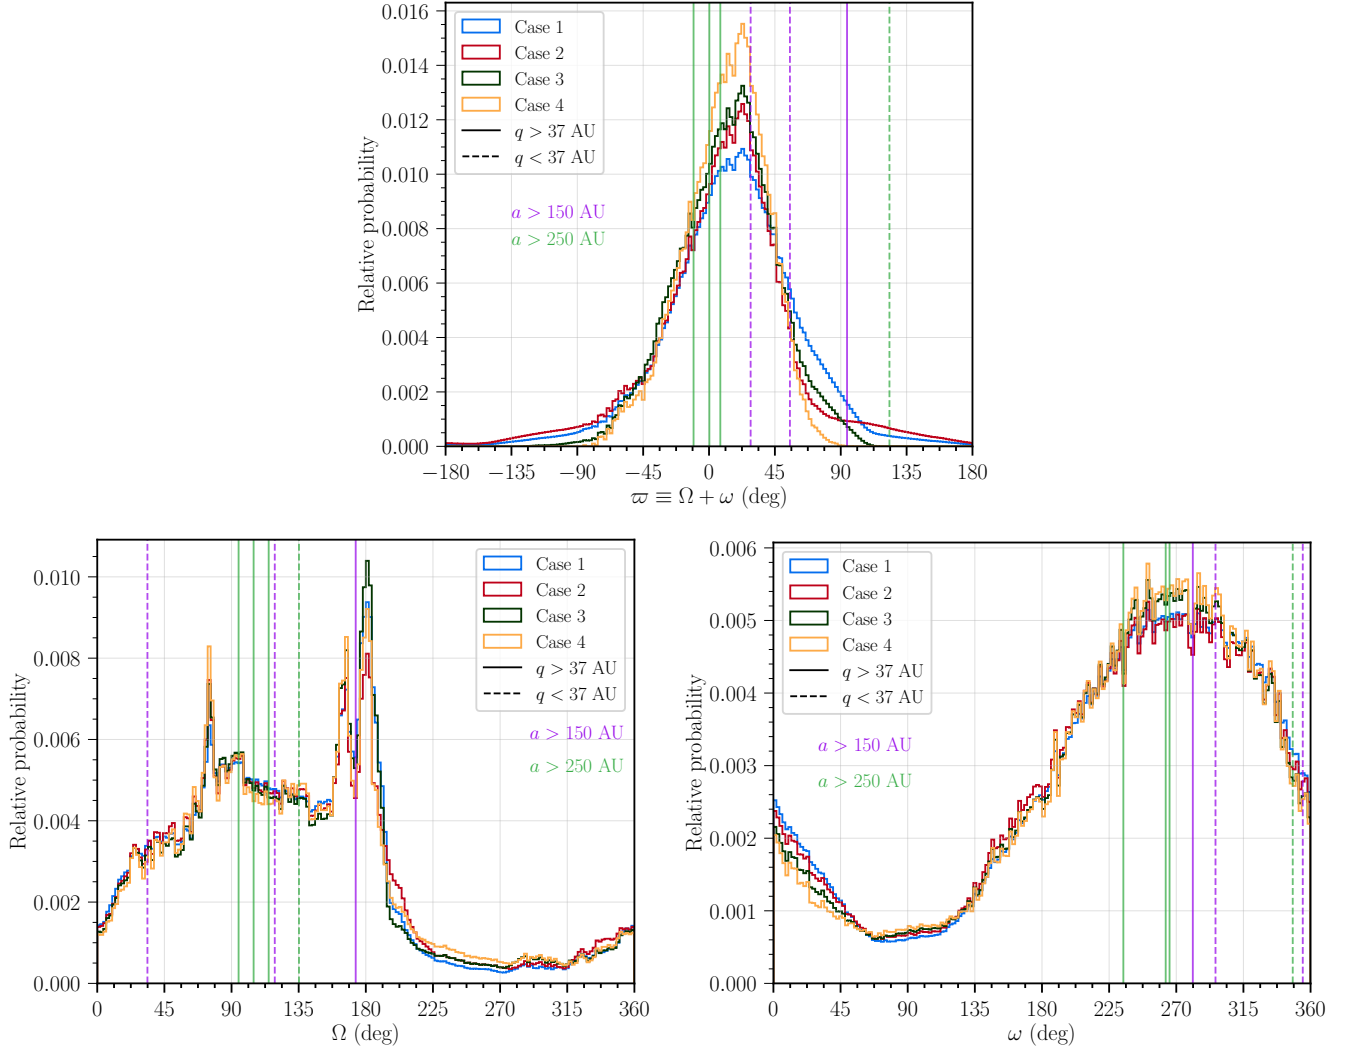 0.016
0.014
0.012
0.010
0.008
0.006
0.004
0.002
0.000
Relative probability
Case 1
Case 2
Case 3
Case 4
q > 37 AU
q < 37 AU
a > 150 AU
a > 250 AU
−180 −135 −90 −45 0 45 90 135 180
ϖ ≡ Ω + ω (deg)
0.010
0.008
0.006
0.004
0.002
0.000
Relative probability
Case 1
Case 2
Case 3
Case 4
q > 37 AU
q < 37 AU
a > 150 AU
a > 250 AU
0 45 90 135 180 225 270 315 360
Ω (deg)
0.006
0.005
0.004
0.003
0.002
0.001
0.000
Relative probability
Case 1
Case 2
Case 3
Case 4
q > 37 AU
q < 37 AU
a > 150 AU
a > 250 AU
0 45 90 135 180 225 270 315 360
ω (deg)